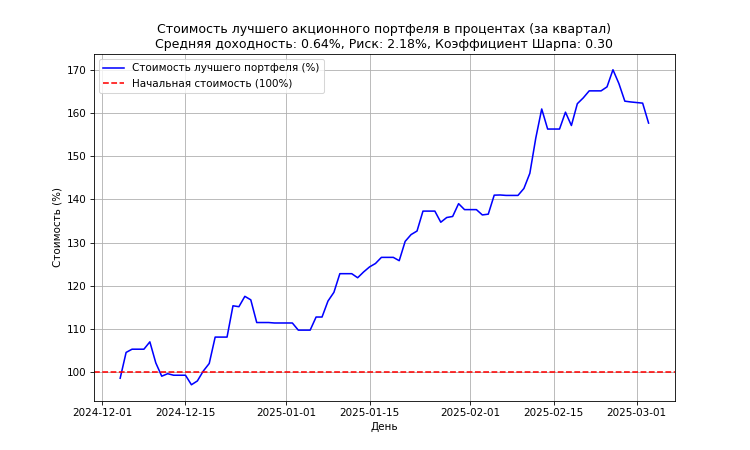 Стоимость лучшего акционного портфеля в процентах (за квартал)
Средняя доходность: 0.64%, Риск: 2.18%, Коэффициент Шарпа: 0.30
Стоимость лучшего портфеля (%)
Начальная стоимость (100%)
Стоимость (%)
170
160
150
140
130
120
110
100
2024-12-01
2024-12-15
2025-01-01
2025-01-15
2025-02-01
2025-02-15
2025-03-01
День